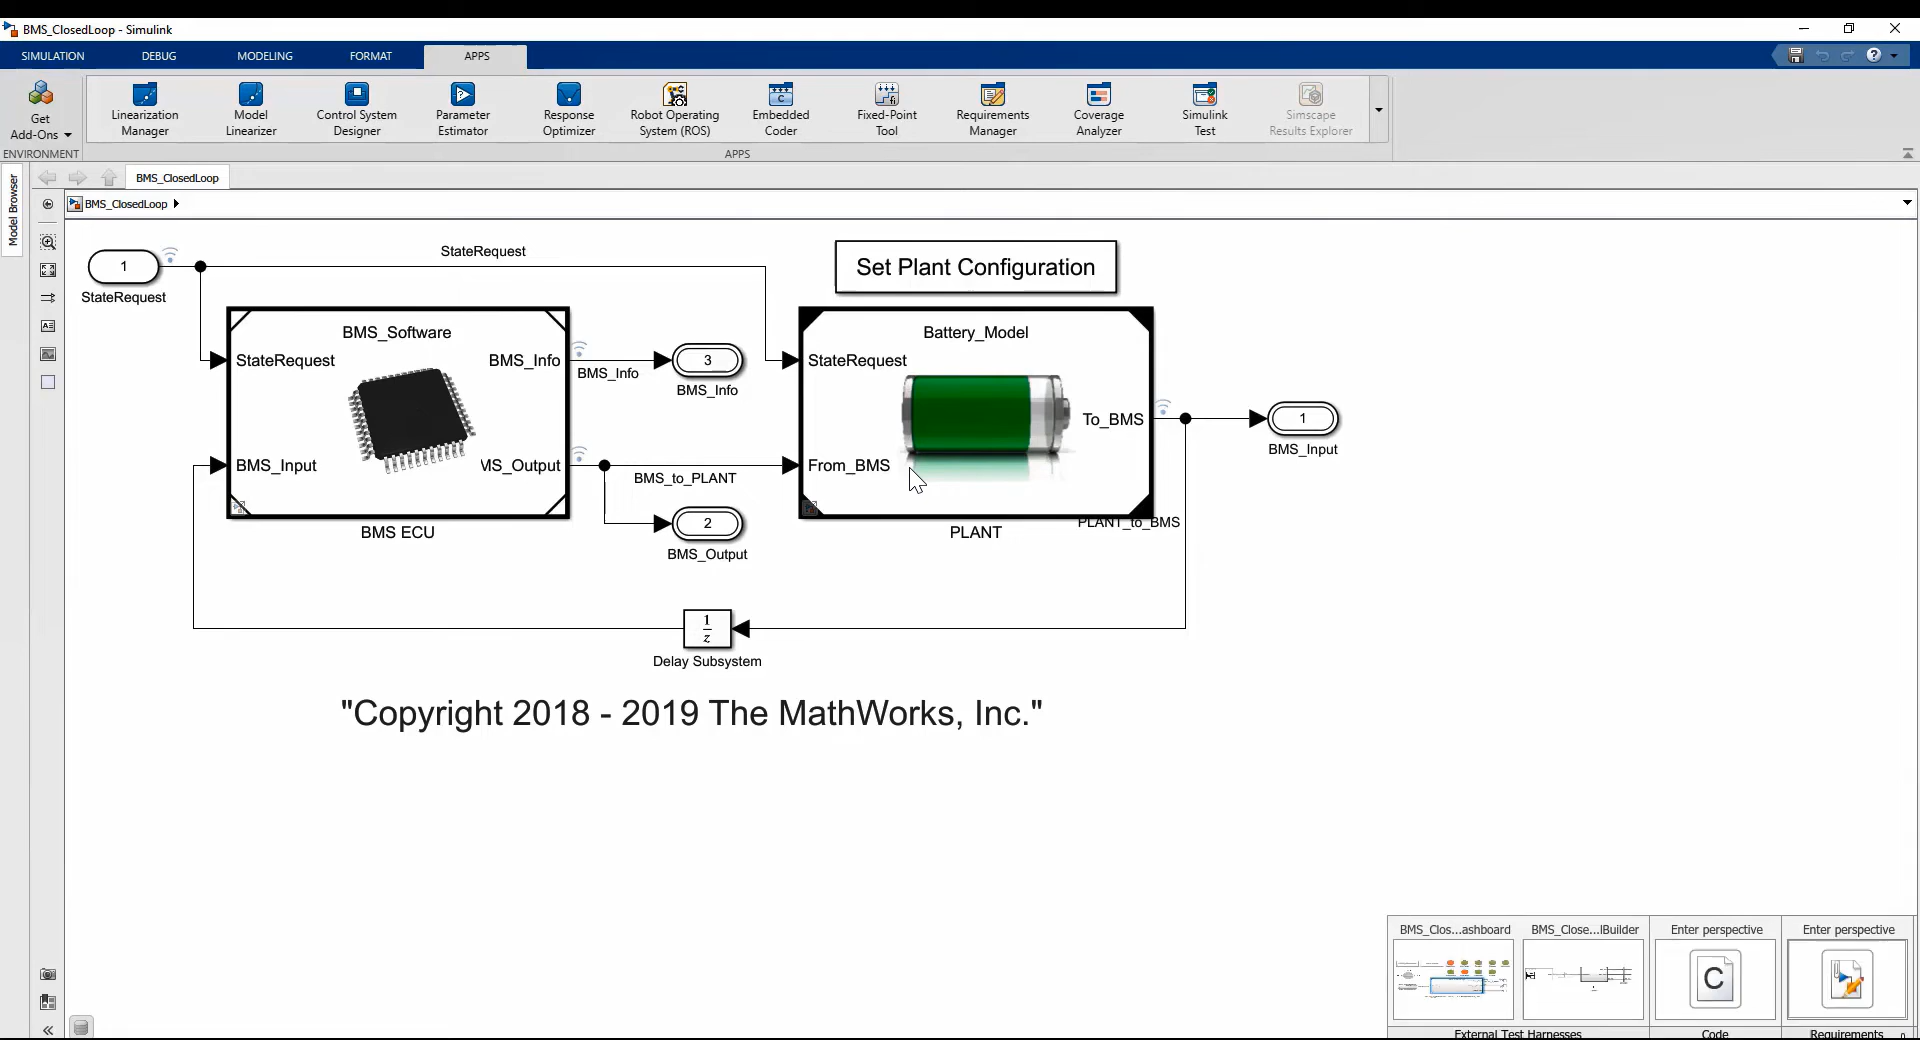 BMS_ClosedLoop - Simulink
SIMULATION
DEBUG
MODELING
FORMAT
APPS
?
Get
Add-Ons
Linearization
Manager
Model
Linearizer
Control System
Designer
Parameter
Estimator
Response
Optimizer
Robot Operating
System (ROS)
Embedded
Coder
Fixed-Point
Tool
Requirements
Manager
Coverage
Analyzer
Simulink
Test
Simscape
Results Explorer
ENVIRONMENT
APPS
Model Browser
BMS_ClosedLoop
BMS_ClosedLoop
1
StateRequest
StateRequest
Set Plant Configuration
BMS_Software
StateRequest
BMS_Info
BMS_Input
MS_Output
BMS ECU
BMS_Info
3
BMS_Info
BMS_to_PLANT
2
BMS_Output
Battery_Model
StateRequest
From_BMS
To_BMS
PLANT
PLANT_to_BMS
1
BMS_Input
1
z
Delay Subsystem
"Copyright 2018 - 2019 The MathWorks, Inc."
BMS_Clos...ashboard
BMS_Close...lBuilder
Enter perspective
Enter perspective
C
External Test Harnesses
Code
Requirements